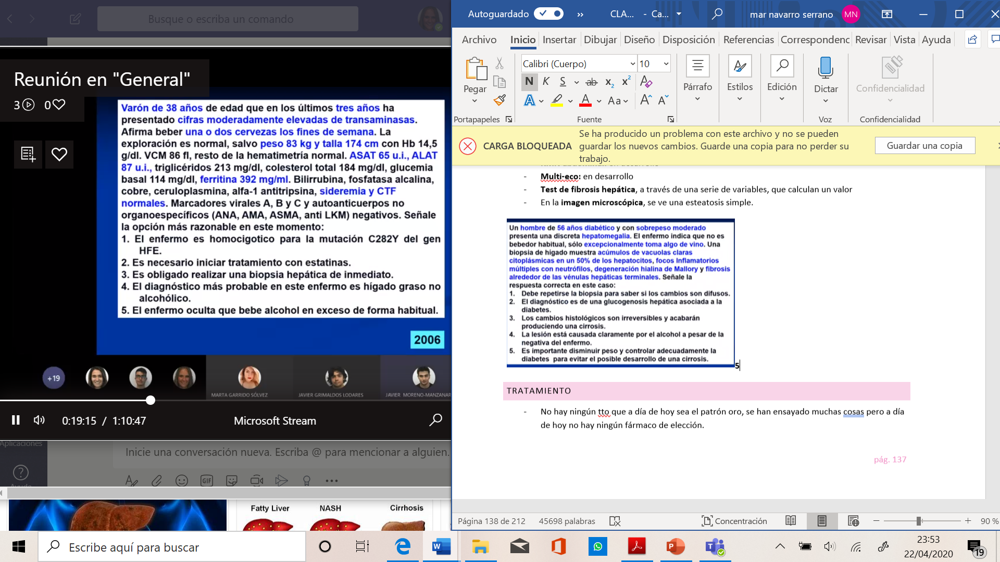 Busque o escriba un comando
Reunión en "General"
3 0
Varón de 38 años de edad que en los últimos tres años ha
presentado cifras moderadamente elevadas de transaminasas.
Afirma beber una o dos cervezas los fines de semana. La
exploración es normal, salvo peso 83 kg y talla 174 cm con Hb 14,5
g/dl. VCM 86 fl, resto de la hematimetría normal. ASAT 65 u.i., ALAT
87 u.i., triglicéridos 213 mg/dl, colesterol total 184 mg/dl, glucemia
basal 114 mg/dl, ferritina 392 mg/ml. Bilirrubina, fosfatasa alcalina,
cobre, ceruloplasmina, alfa-1 antitripsina, sideremia y CTF
normales. Marcadores virales A, B y C y autoanticuerpos no
organoespecíficos (ANA, AMA, ASMA, anti LKM) negativos. Señale
la opción más razonable en este momento:
1. El enfermo es homocigotico para la mutación C282Y del gen
HFE.
2. Es necesario iniciar tratamiento con estatinas.
3. Es obligado realizar una biopsia hepática de inmediato.
4. El diagnóstico más probable en este enfermo es hígado graso no
alcohólico.
5. El enfermo oculta que bebe alcohol en exceso de forma habitual.
2006
+19
MARTA GARRIDO SÓLVEZ JAVIER GRIMALDOS LODARES JAVIER MORENO-MANZANAR
0:19:15 / 1:10:47 Microsoft Stream
Aplicaciones
Inicie una conversación nueva. Escriba @ para mencionar a alguien.
GIF
Ayuda
Fatty Liver NASH Cirrhosis
Autoguardado CLA... - Ca... mar navarro serrano MN
Archivo Inicio Insertar Dibujar Diseño Disposición Referencias Correspondenc Revisar Vista Ayuda
Pegar Calibri (Cuerpo) 10 Párrafo Estilos Edición Dictar Confidencialidad
N K S ab x2 x2 A
A A Aa A A
Portapapeles Fuente Voz Confidencialidad
CARGA BLOQUEADA
Se ha producido un problema con este archivo y no se pueden
guardar los nuevos cambios. Guarde una copia para no perder su
trabajo.
Guardar una copia
- Multi-eco: en desarrollo
- Test de fibrosis hepática, a través de una serie de variables, que calculan un valor
- En la imagen microscópica, se ve una esteatosis simple.
Un hombre de 56 años diabético y con sobrepeso moderado
presenta una discreta hepatomegalia. El enfermo indica que no es
bebedor habitual, sólo excepcionalmente toma algo de vino. Una
biopsia de hígado muestra acúmulos de vacuolas claras
citoplásmicas en un 50% de los hepatocitos, focos Inflamatorios
múltiples con neutrófilos, degeneración hialina de Mallory y fibrosis
alrededor de las vénulas hepáticas terminales. Señale la
respuesta correcta en este caso:
1. Debe repetirse la biopsia para saber si los cambios son difusos.
2. El diagnóstico es de una glucogenosis hepática asociada a la
diabetes.
3. Los cambios histológicos son irreversibles y acabarán
produciendo una cirrosis.
4. La lesión está causada claramente por el alcohol a pesar de la
negativa del enfermo.
5. Es importante disminuir peso y controlar adecuadamente la
diabetes para evitar el posible desarrollo de una cirrosis.
5
TRATAMIENTO
- No hay ningún tto que a día de hoy sea el patrón oro, se han ensayado muchas cosas pero a día
de hoy no hay ningún fármaco de elección.
pág. 137
Página 138 de 212 45698 palabras Concentración 90 %
Escribe aquí para buscar
23:53
22/04/2020
19